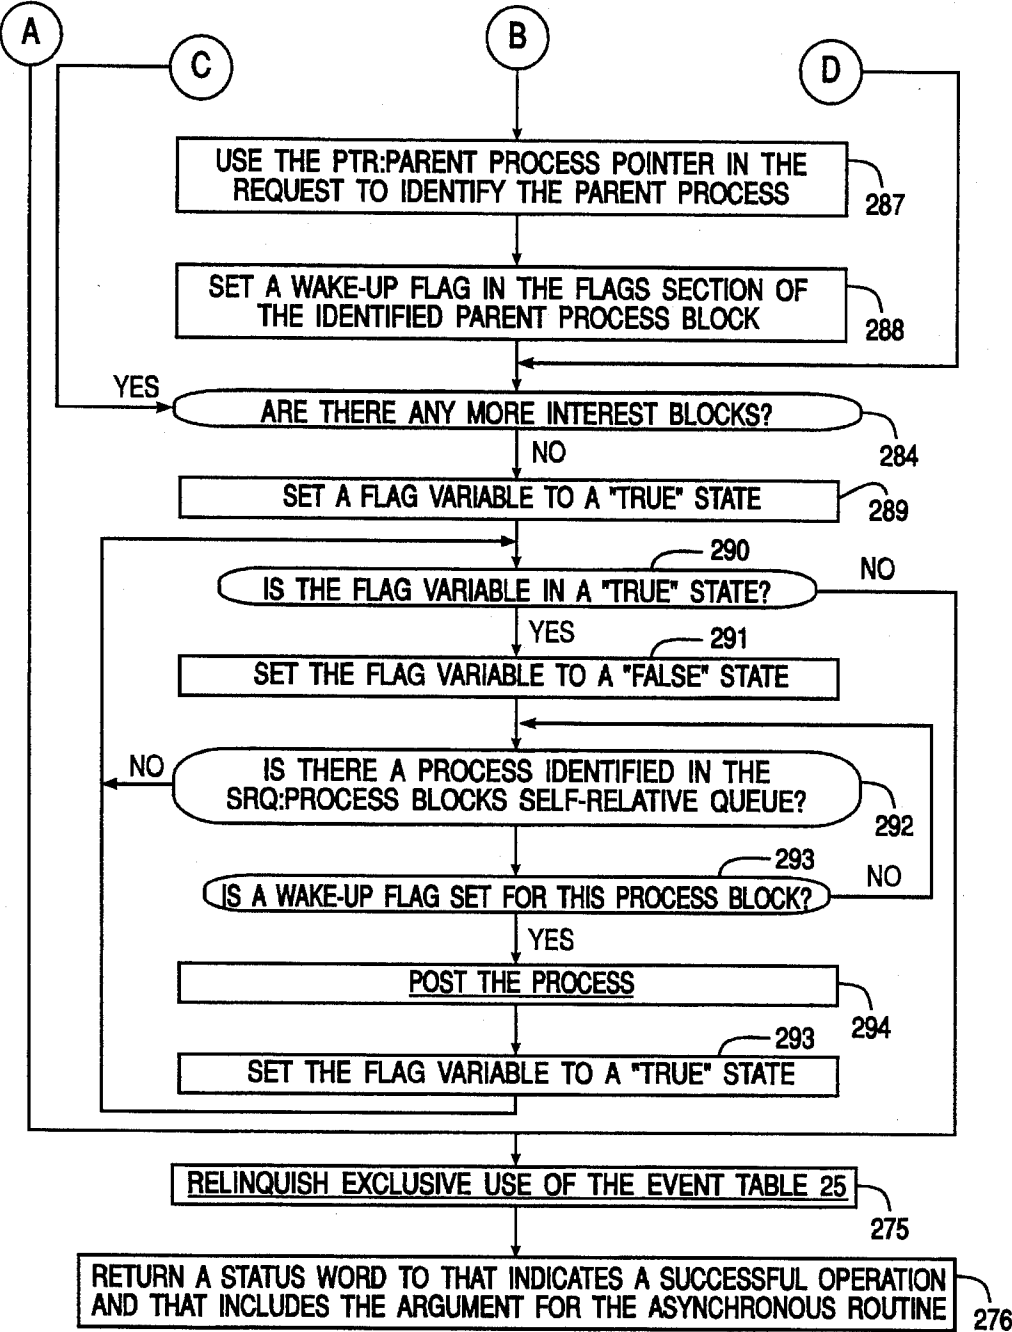 A
C
B
D
USE THE PTR:PARENT PROCESS POINTER IN THE
REQUEST TO IDENTIFY THE PARENT PROCESS
287
SET A WAKE-UP FLAG IN THE FLAGS SECTION OF
THE IDENTIFIED PARENT PROCESS BLOCK
288
YES
ARE THERE ANY MORE INTEREST BLOCKS?
284
NO
SET A FLAG VARIABLE TO A "TRUE" STATE
289
290
IS THE FLAG VARIABLE IN A "TRUE" STATE?
NO
YES
291
SET THE FLAG VARIABLE TO A "FALSE" STATE
NO
IS THERE A PROCESS IDENTIFIED IN THE
SRQ:PROCESS BLOCKS SELF-RELATIVE QUEUE?
292
293
IS A WAKE-UP FLAG SET FOR THIS PROCESS BLOCK?
NO
YES
POST THE PROCESS
294
293
SET THE FLAG VARIABLE TO A "TRUE" STATE
RELINQUISH EXCLUSIVE USE OF THE EVENT TABLE 25
275
RETURN A STATUS WORD TO THAT INDICATES A SUCCESSFUL OPERATION
AND THAT INCLUDES THE ARGUMENT FOR THE ASYNCHRONOUS ROUTINE
276